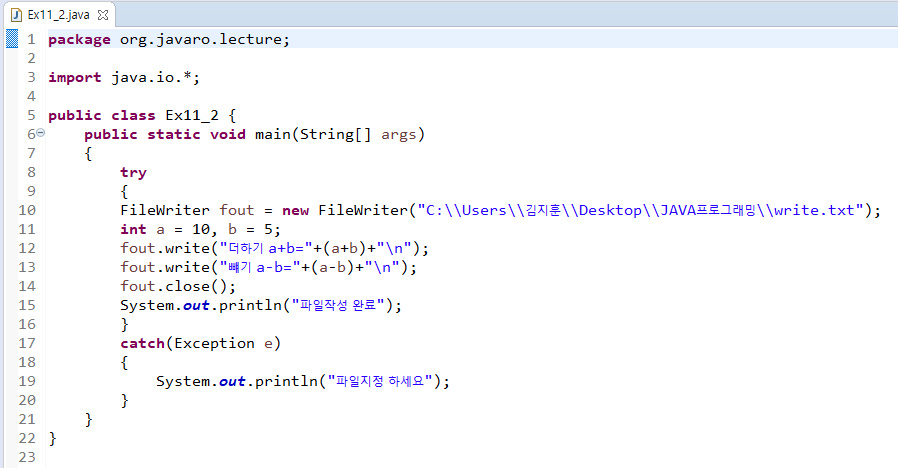 Ex11_2.java
1 package org.javaro.lecture;
2
3 import java.io.*;
4
5 public class Ex11_2 {
6     public static void main(String[] args)
7     {
8         try
9         {
10         FileWriter fout = new FileWriter("C:\\Users\\김지훈\\Desktop\\JAVA프로그래밍\\write.txt");
11         int a = 10, b = 5;
12         fout.write("더하기 a+b="+(a+b)+"\n");
13         fout.write("빼기 a-b="+(a-b)+"\n");
14         fout.close();
15         System.out.println("파일작성 완료");
16         }
17         catch(Exception e)
18         {
19             System.out.println("파일지정 하세요");
20         }
21     }
22 }
23